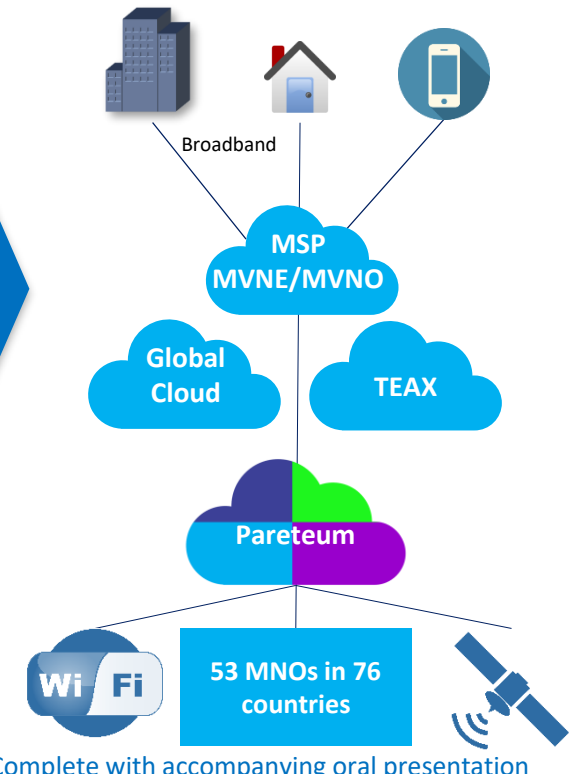 Broadband
MSP
MVNE/MVNO
Global
Cloud
TEAX
Pareteum
Wi Fi
53 MNOs in 76
countries
Complete with accompanying oral presentation